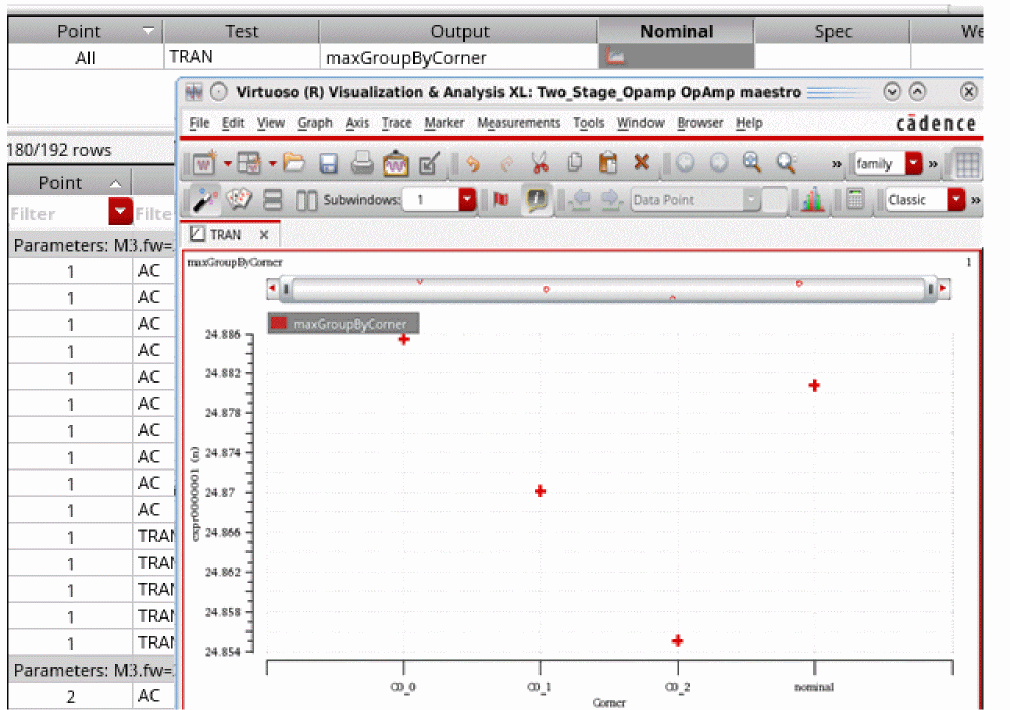 Point Test Output Nominal Spec We
All TRAN maxGroupByCorner
Virtuoso (R) Visualization & Analysis XL: Two_Stage_Opamp OpAmp maestro
File Edit View Graph Axis Trace Marker Measurements Tools Window Browser Help cādence
180/192 rows
» family »
Point
Subwindows: 1 Data Point Classic »
Filter Filte
TRAN x
Parameters: M3.fw=
maxGroupByCorner 1
1 AC
1 AC
1 AC
1 AC
1 AC
1 AC
1 AC
1 AC
1 AC
1 AC
1 TRAN
1 TRAN
1 TRAN
1 TRAN
1 TRAN
Parameters: M3.fw=
2 AC
maxGroupByCorner
24.886
24.882
24.878
24.874
24.87
24.866
24.862
24.858
24.854
expr0000001 (n)
C0_0 C0_1 C0_2 nominal
Corner